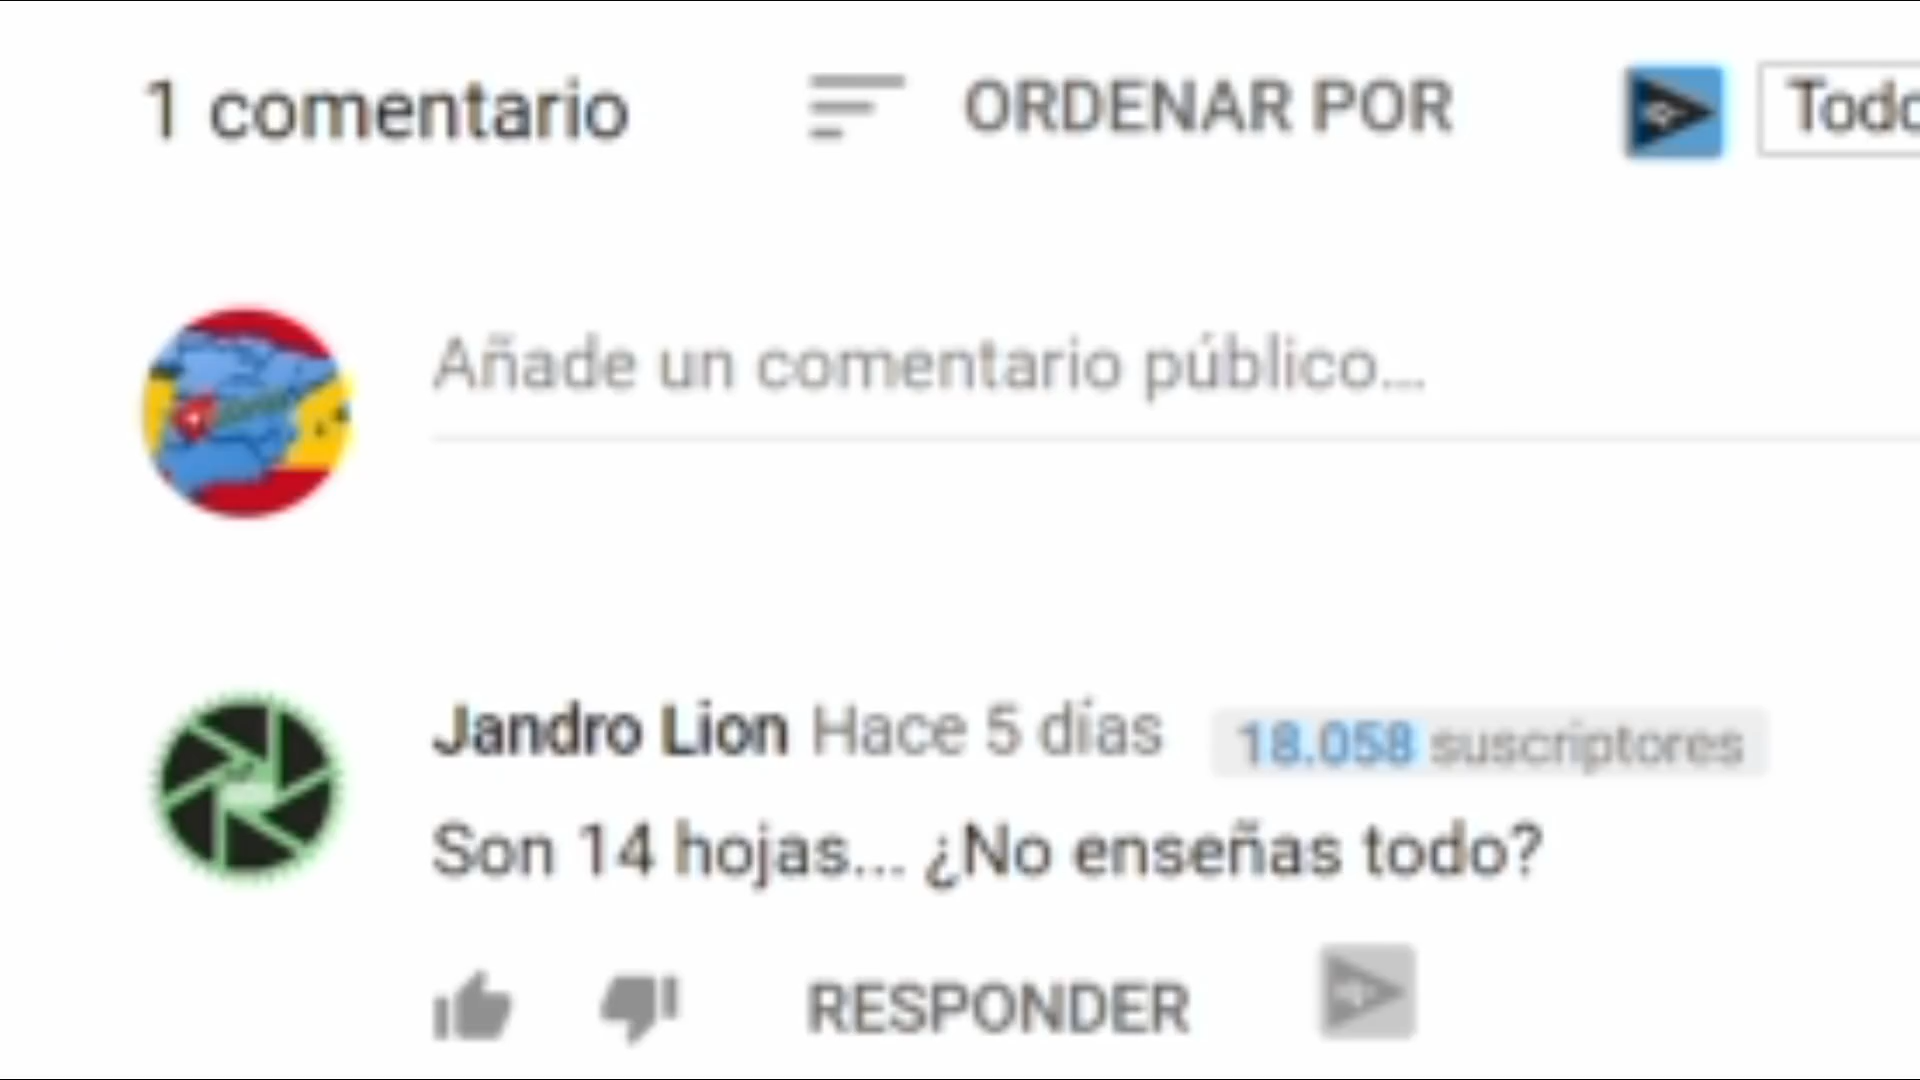 1 comentario ORDENAR POR Todo
Añade un comentario público...
Jandro Lion Hace 5 días 18.058 suscriptores
Son 14 hojas... ¿No enseñas todo?
RESPONDER